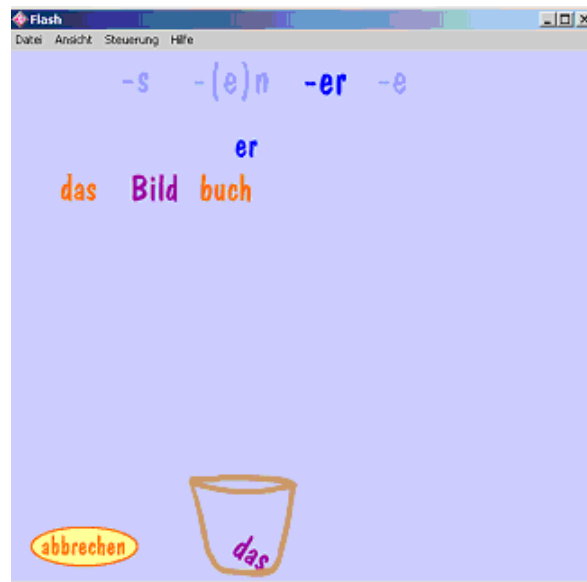 Flash
Datei Ansicht Steuerung Hilfe
-s -(e)n -er -e
er
das Bild buch
das
abbrechen